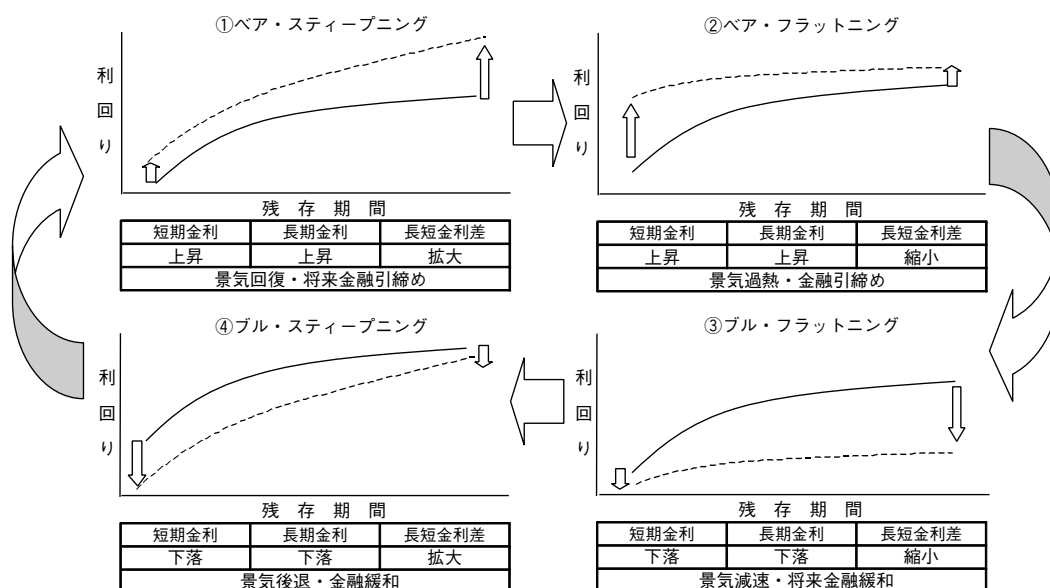 ①ベア・スティープニング
利回り
残存期間
短期金利 長期金利 長短金利差
上昇 上昇 拡大
景気回復・将来金融引締め
②ベア・フラットニング
利回り
残存期間
短期金利 長期金利 長短金利差
上昇 上昇 縮小
景気過熱・金融引締め
④ブル・スティープニング
利回り
残存期間
短期金利 長期金利 長短金利差
下落 下落 拡大
景気後退・金融緩和
③ブル・フラットニング
利回り
残存期間
短期金利 長期金利 長短金利差
下落 下落 縮小
景気減速・将来金融緩和